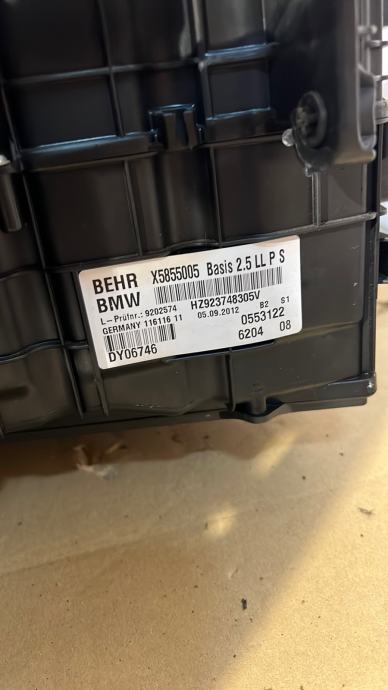 BEHR X5855005 Basis 2.5 LL P S
BMW HZ923748305V
L-Prüfnr.: 9202574 05.09.2012 B2 S1
GERMANY 116116 11 0553122
DY06746 6204 08